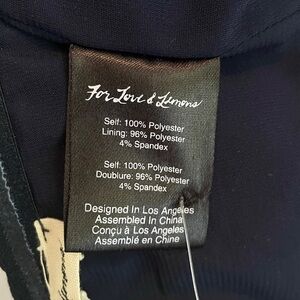 For Love & Lemons
Self: 100% Polyester
Lining: 96% Polyester
4% Spandex
Self: 100% Polyester
Doublure: 96% Polyester
4% Spandex
Designed In Los Angeles
Assembled In China
Conçu à Los Angeles
Assemblé en Chine